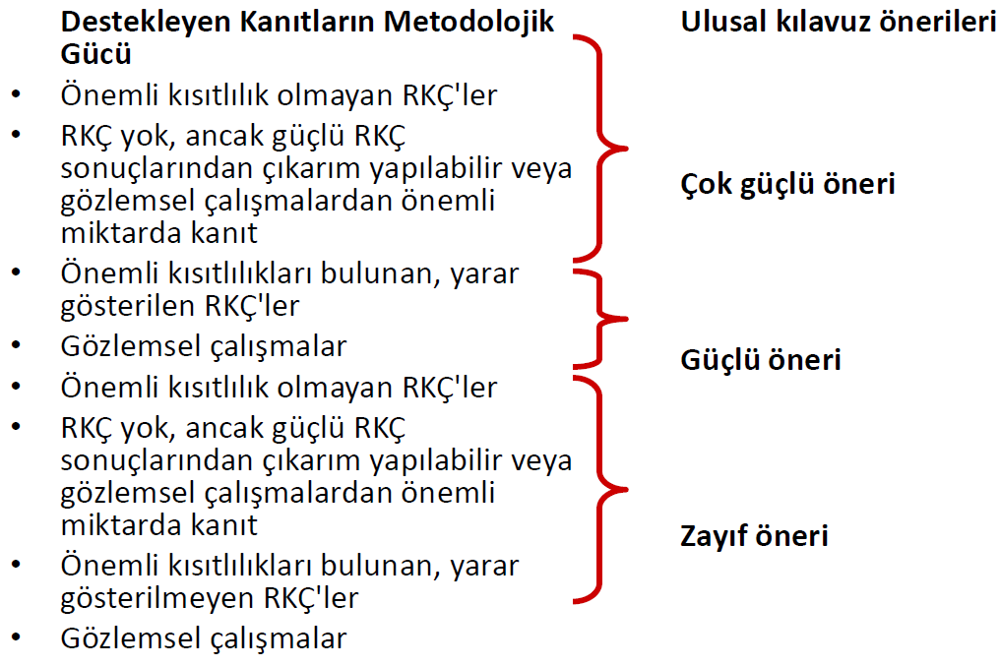 Destekleyen Kanıtların Metodolojik
Gücü
Ulusal kılavuz önerileri
• Önemli kısıtlılık olmayan RKÇ'ler
• RKÇ yok, ancak güçlü RKÇ
sonuçlarından çıkarım yapılabilir veya
gözlemsel çalışmalardan önemli
miktarda kanıt
Çok güçlü öneri
• Önemli kısıtlılıkları bulunan, yarar
gösterilen RKÇ'ler
• Gözlemsel çalışmalar
Güçlü öneri
• Önemli kısıtlılık olmayan RKÇ'ler
• RKÇ yok, ancak güçlü RKÇ
sonuçlarından çıkarım yapılabilir veya
gözlemsel çalışmalardan önemli
miktarda kanıt
Zayıf öneri
• Önemli kısıtlılıkları bulunan, yarar
gösterilmeyen RKÇ'ler
• Gözlemsel çalışmalar